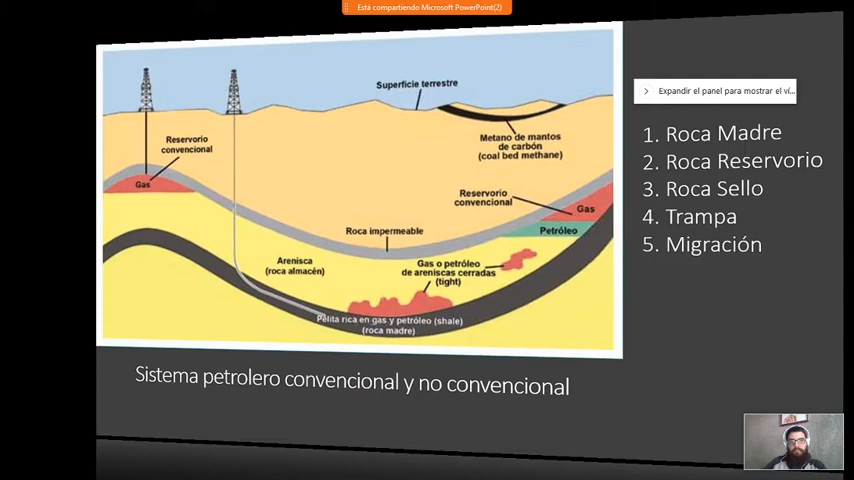 Está compartiendo Microsoft PowerPoint(2)
Superficie terrestre
Expandir el panel para mostrar el ví...
Reservorio
convencional
Metano de mantos
de carbón
(coal bed methane)
1. Roca Madre
2. Roca Reservorio
3. Roca Sello
4. Trampa
5. Migración
Gas
Reservorio
convencional
Gas
Petróleo
Roca impermeable
Arenisca
(roca almacén)
Gas o petróleo
de areniscas cerradas
(tight)
Pelita rica en gas y petróleo (shale)
(roca madre)
Sistema petrolero convencional y no convencional